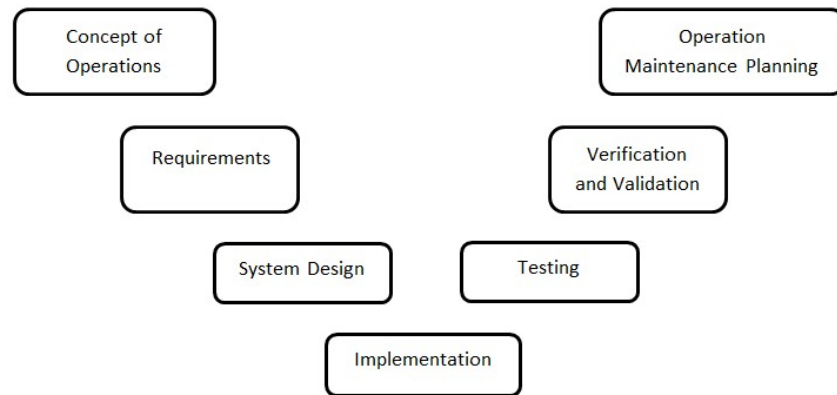 Concept of
Operations
Operation
Maintenance Planning
Requirements
Verification
and Validation
System Design
Testing
Implementation